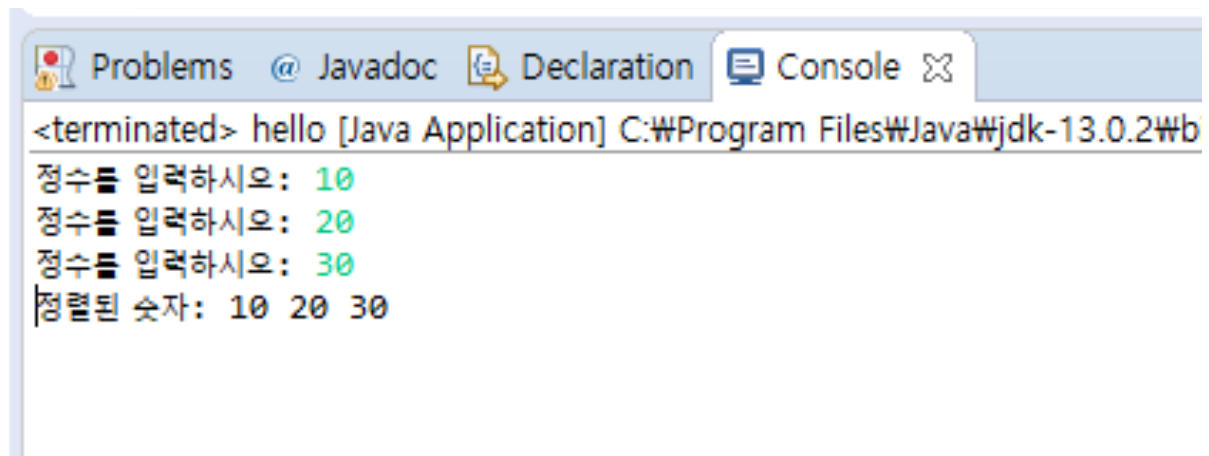 Problems @ Javadoc Declaration Console
<terminated> hello [Java Application] C:₩Program Files₩Java₩jdk-13.0.2₩b
정수를 입력하시오: 10
정수를 입력하시오: 20
정수를 입력하시오: 30
정렬된 숫자: 10 20 30